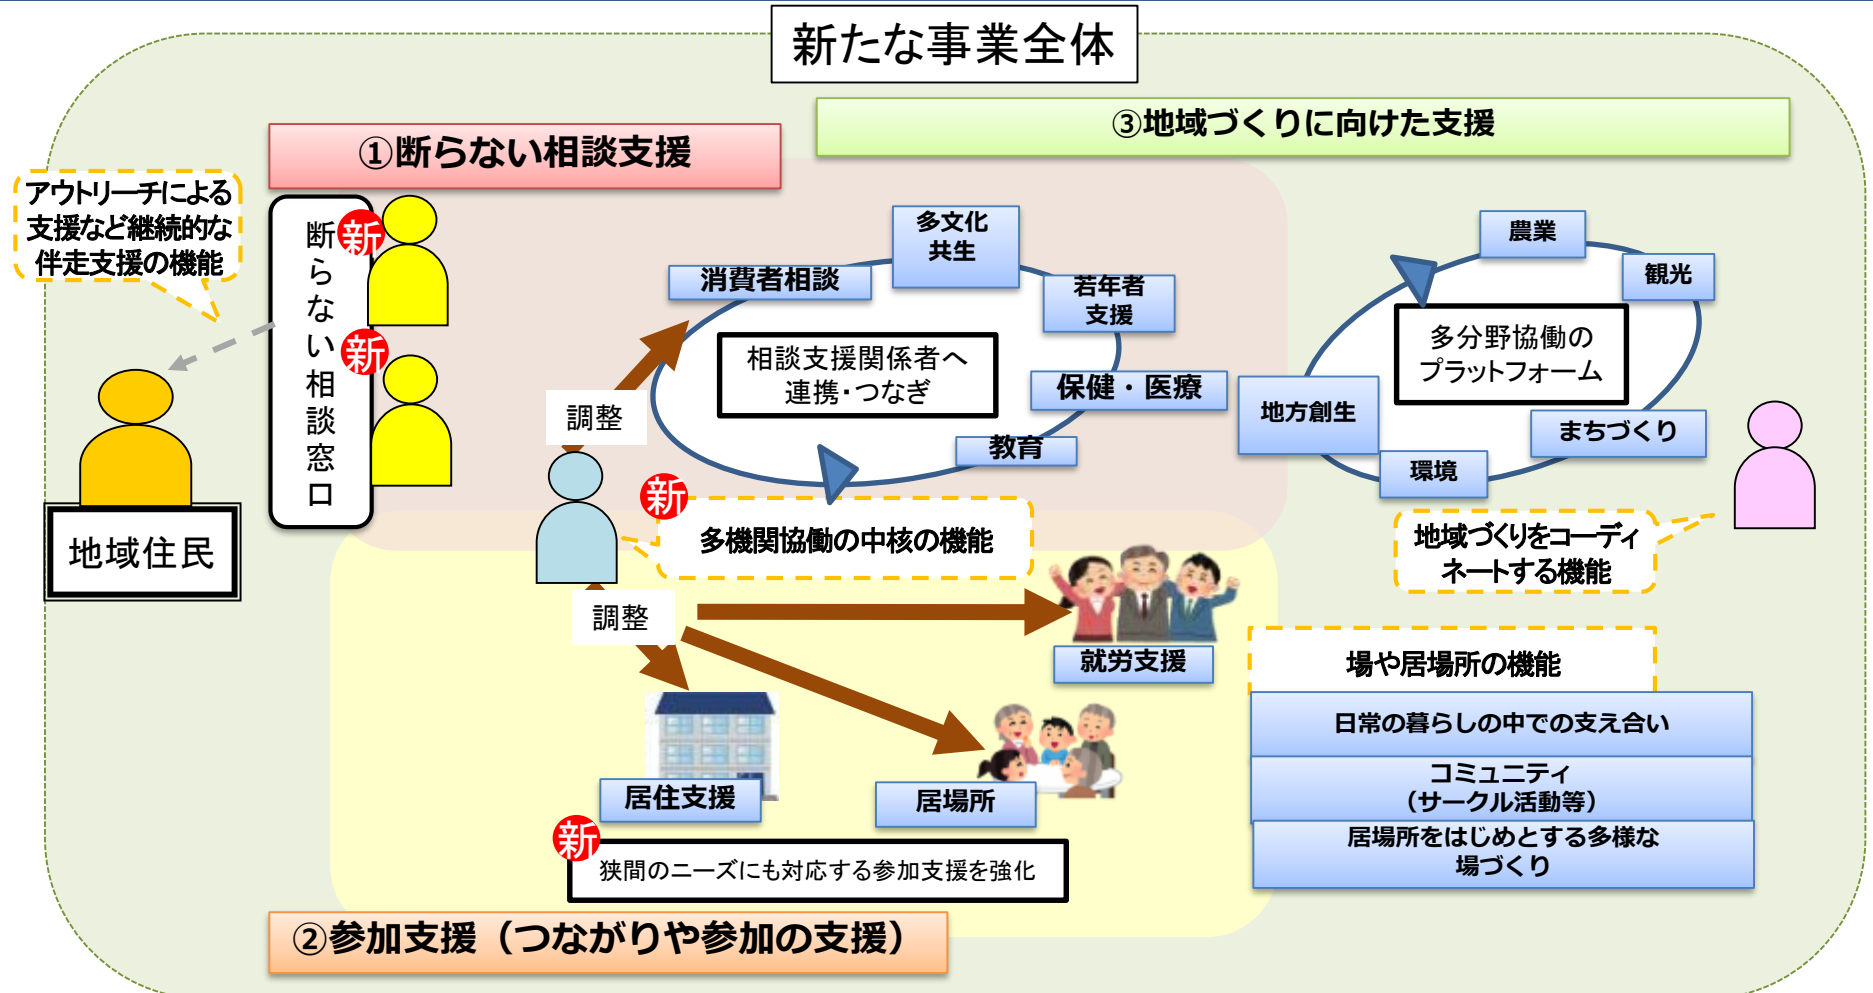 新たな事業全体
①断らない相談支援
③地域づくりに向けた支援
アウトリーチによる
支援など継続的な
伴走支援の機能
断らない相談窓口
新
新
地域住民
多文化
共生
消費者相談
若年者
支援
相談支援関係者へ
連携・つなぎ
保健・医療
教育
調整
新
多機関協働の中核の機能
調整
農業
観光
多分野協働の
プラットフォーム
地方創生
まちづくり
環境
地域づくりをコーディ
ネートする機能
就労支援
居住支援
居場所
新
狭間のニーズにも対応する参加支援を強化
場や居場所の機能
日常の暮らしの中での支え合い
コミュニティ
（サークル活動等）
居場所をはじめとする多様な
場づくり
②参加支援（つながりや参加の支援）